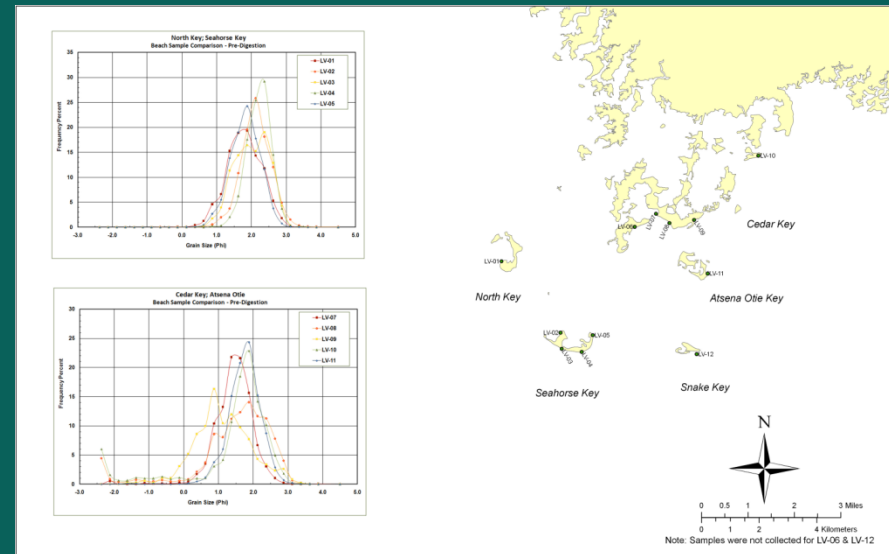 North Key; Seahorse Key
Beach Sample Comparison - Pre-Digestion
35
30
25
20
15
10
5
0
Frequency Percent
LV-01
LV-02
LV-03
LV-04
LV-05
-3.0 -2.0 -1.0 0.0 1.0 2.0 3.0 4.0 5.0
Grain Size (Phi)
Cedar Key; Atsena Otie
Beach Sample Comparison - Pre-Digestion
30
25
20
15
10
5
0
Frequency Percent
LV-07
LV-08
LV-09
LV-10
LV-11
-3.0 -2.0 -1.0 0.0 1.0 2.0 3.0 4.0 5.0
Grain Size (Phi)
LV-10
LV-07
LV-06
LV-08
LV-09
Cedar Key
LV-01
LV-11
North Key
Atsena Otie Key
LV-02
LV-05
LV-03
LV-04
LV-12
Seahorse Key
Snake Key
N
0 0.5 1 2 3 Miles
0 1 2 4 Kilometers
Note: Samples were not collected for LV-06 & LV-12